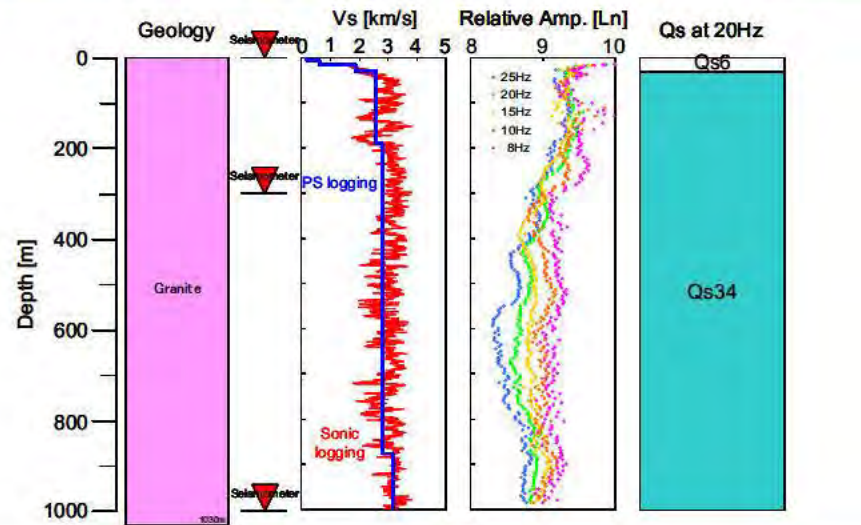 Geology
Vs [km/s]
Relative Amp. [Ln]
Qs at 20Hz
Seismometer
0 1 2 3 4 5
8 9 10
0
200
400
600
800
1000
Depth [m]
Granite
1030m
Seismometer
Seismometer
PS logging
Sonic
logging
25Hz
20Hz
15Hz
10Hz
8Hz
Qs6
Qs34